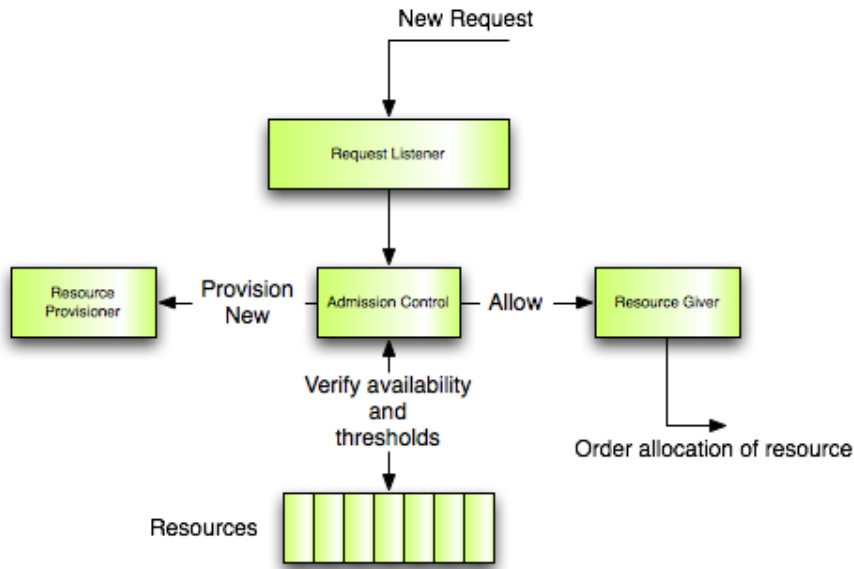 New Request
Request Listener
Resource
Provisioner
Provision
New
Admission Control
Allow
Resource Giver
Verify availability
and
thresholds
Order allocation of resource
Resources